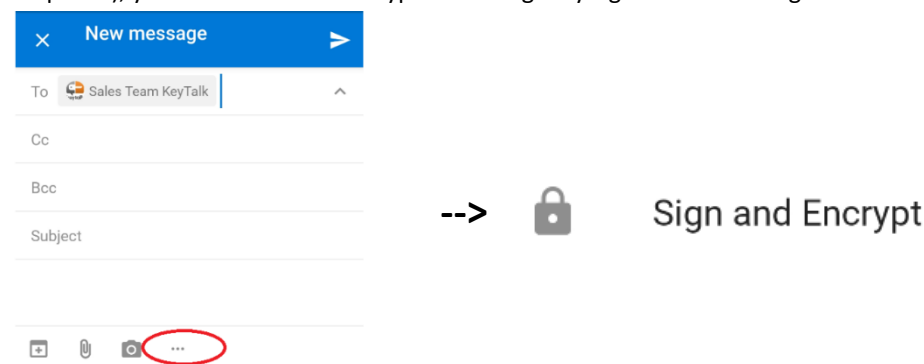 New message
To Sales Team KeyTalk
Cc
Bcc
Subject
--> Sign and Encrypt